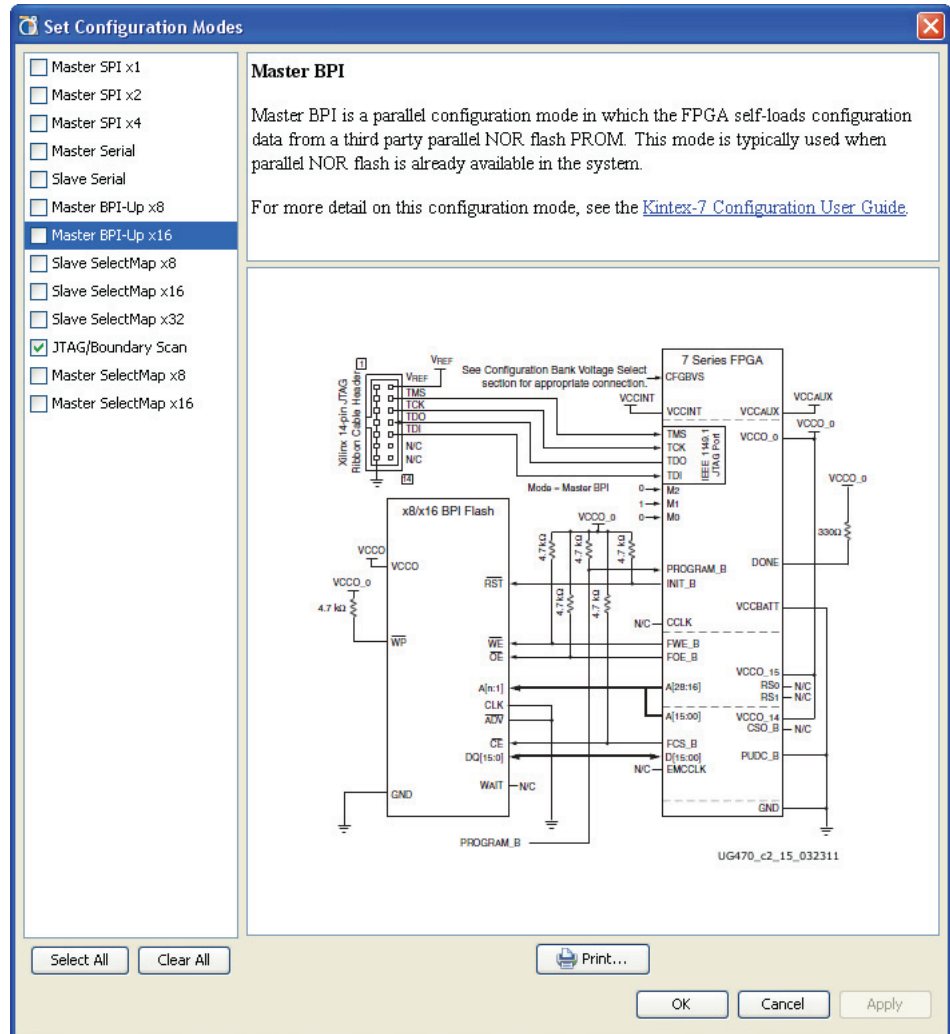 Set Configuration Modes
Master SPI x1
Master SPI x2
Master SPI x4
Master Serial
Slave Serial
Master BPI-Up x8
Master BPI-Up x16
Slave SelectMap x8
Slave SelectMap x16
Slave SelectMap x32
JTAG/Boundary Scan
Master SelectMap x8
Master SelectMap x16
Master BPI
Master BPI is a parallel configuration mode in which the FPGA self-loads configuration
data from a third party parallel NOR flash PROM. This mode is typically used when
parallel NOR flash is already available in the system.
For more detail on this configuration mode, see the Kintex-7 Configuration User Guide.
Xilinx 14-pin JTAG
Ribbon Cable Header
1
VREF
VREF
TMS
TCK
TDO
TDI
N/C
N/C
14
See Configuration Bank Voltage Select
section for appropriate connection.
7 Series FPGA
CFGBVS
VCCINT
VCCINT
VCCAUX
VCCAUX
VCCO_0
VCCO_0
TMS
TCK
TDO
TDI
IEEE 1149.1
JTAG Port
Mode = Master BPI
0
M2
1
M1
0
M0
VCCO_0
330Ω
DONE
x8/x16 BPI Flash
VCCO_0
4.7 kΩ
4.7 kΩ
4.7 kΩ
4.7 kΩ
4.7 kΩ
VCCO
VCCO
VCCO_0
4.7 kΩ
WP
RST
PROGRAM_B
INIT_B
N/C
CCLK
VCCBATT
WE
OE
FWE_B
FOE_B
VCCO_15
RS0
N/C
RS1
N/C
A[n:1]
A[28:16]
CLK
ADV
A[15:00]
VCCO_14
CSO_B
N/C
CE
FCS_B
DQ[15:0]
D[15:00]
PUDC_B
N/C
EMCCLK
WAIT
N/C
GND
GND
PROGRAM_B
UG470_c2_15_032311
Select All
Clear All
Print...
OK
Cancel
Apply